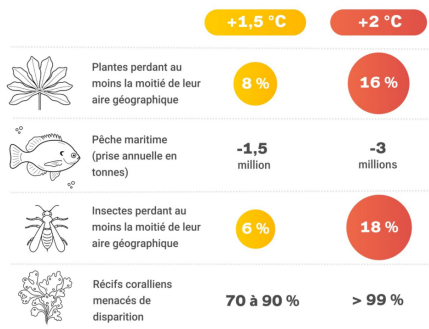 +1,5 °C +2 °C
Plantes perdant au
moins la moitié de leur
aire géographique
8 % 16 %
Pêche maritime
(prise annuelle en
tonnes)
-1,5
million
-3
millions
Insectes perdant au
moins la moitié de leur
aire géographique
6 % 18 %
Récifs coralliens
menacés de
disparition
70 à 90 % > 99 %